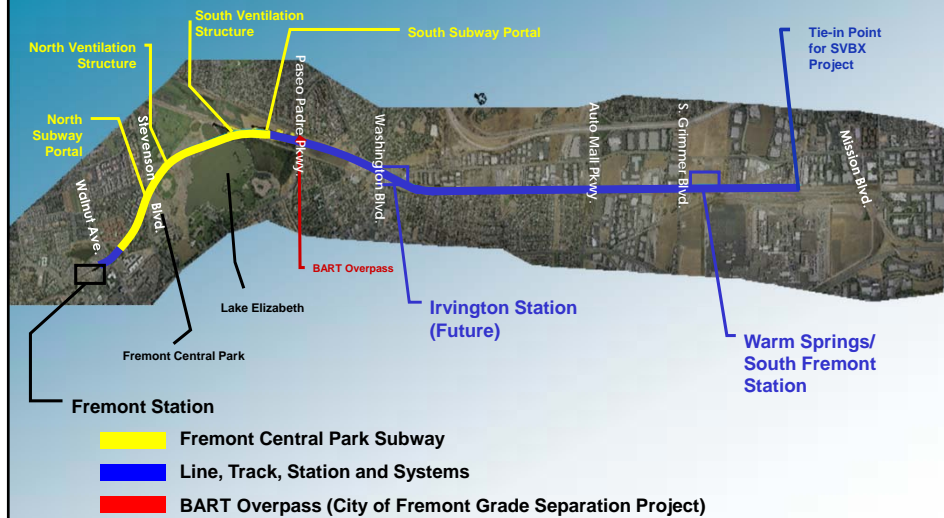 South Ventilation
Structure
South Subway Portal
Tie-in Point
for SVBX
Project
North Ventilation
Structure
North
Subway
Portal
Walnut Ave.
Stevenson Blvd.
Paseo Padre Pkwy.
Washington Blvd.
Auto Mall Pkwy.
S. Grimmer Blvd.
Mission Blvd.
BART Overpass
Lake Elizabeth
Fremont Central Park
Irvington Station
(Future)
Warm Springs/
South Fremont
Station
Fremont Station
Fremont Central Park Subway
Line, Track, Station and Systems
BART Overpass (City of Fremont Grade Separation Project)